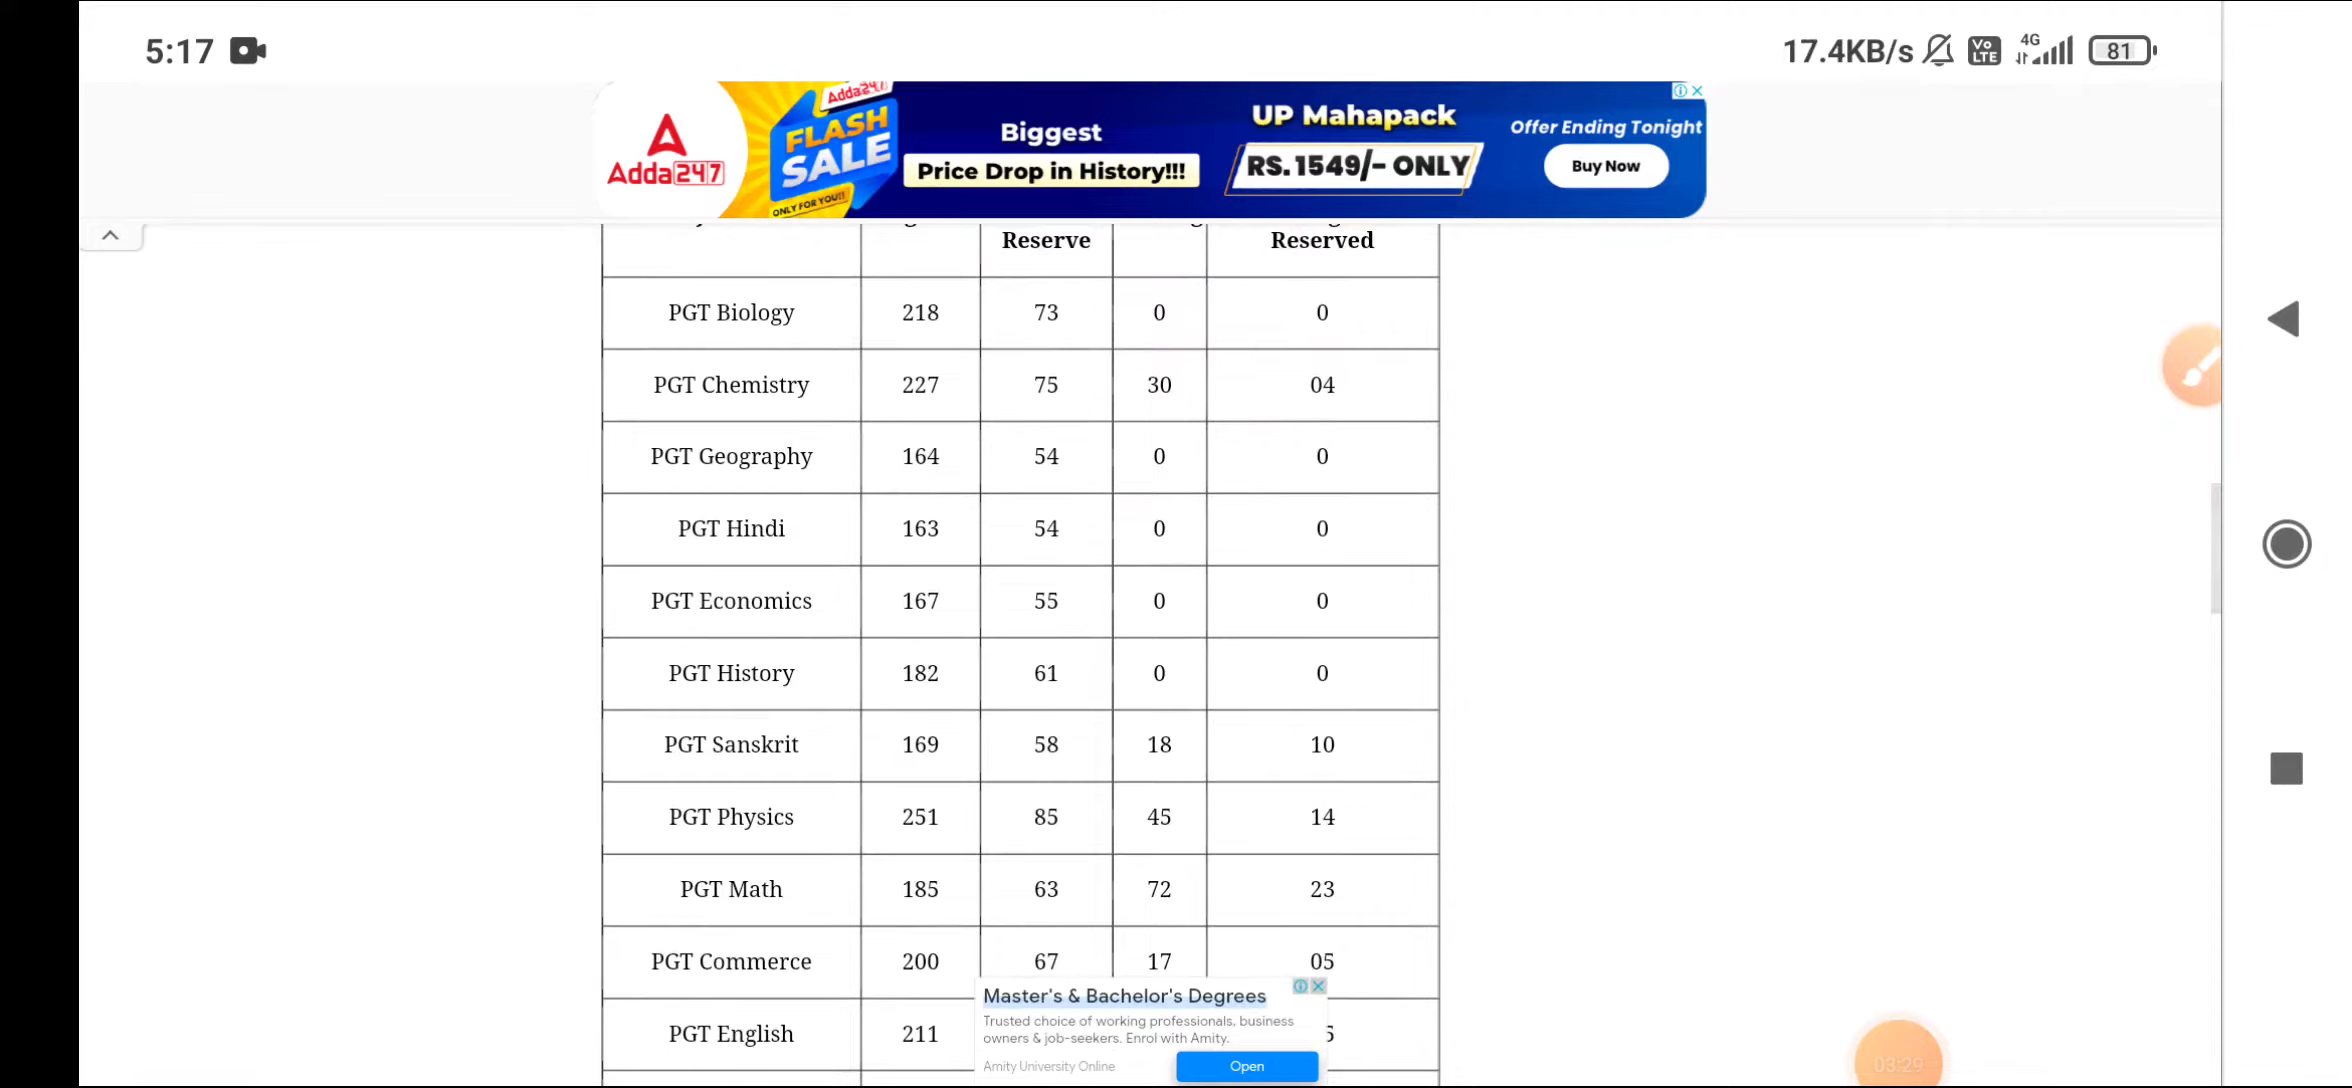 5:17
17.4KB/s Vo LTE 4G 81
Adda247
Adda247
FLASH
SALE
ONLY FOR YOU!!
Biggest
Price Drop in History!!!
UP Mahapack
RS. 1549/- ONLY
Offer Ending Tonight
Buy Now
Reserve Reserved
PGT Biology 218 73 0 0
PGT Chemistry 227 75 30 04
PGT Geography 164 54 0 0
PGT Hindi 163 54 0 0
PGT Economics 167 55 0 0
PGT History 182 61 0 0
PGT Sanskrit 169 58 18 10
PGT Physics 251 85 45 14
PGT Math 185 63 72 23
PGT Commerce 200 67 17 05
PGT English 211
Master's & Bachelor's Degrees
Trusted choice of working professionals, business
owners & job-seekers. Enrol with Amity.
Amity University Online
Open
03:29